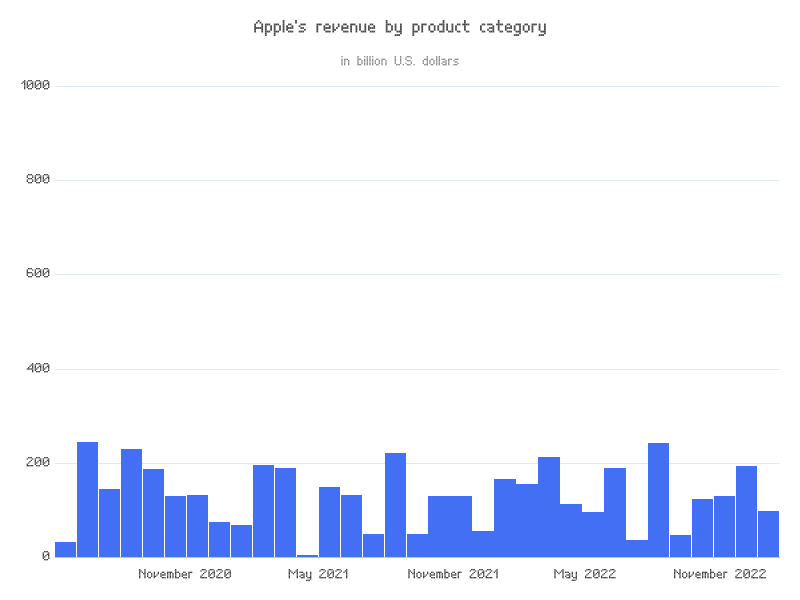 Apple's revenue by product category
in billion U.S. dollars
1000
800
600
400
200
0
November 2020 May 2021 November 2021 May 2022 November 2022